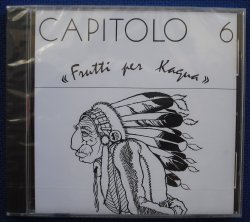 CAPITOLO 6
«Frutti per Kagua»